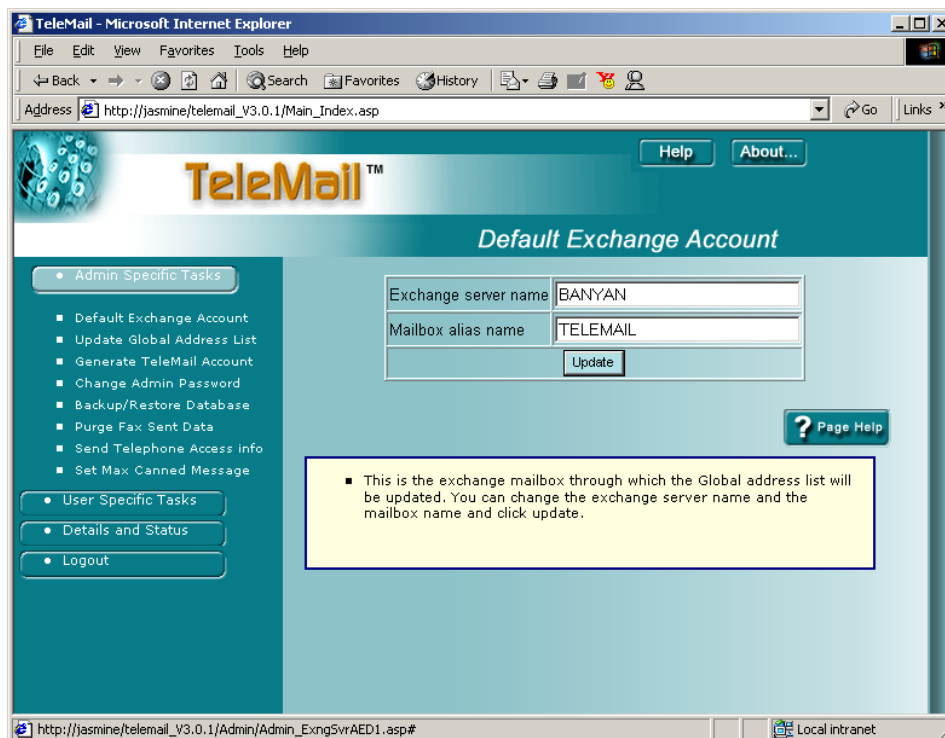 TeleMail - Microsoft Internet Explorer
File Edit View Favorites Tools Help
Back Search Favorites History
Address http://jasmine/telemail_V3.0.1/Main_Index.asp Go Links »
TeleMail™
Help About...
Default Exchange Account
Admin Specific Tasks
Default Exchange Account
Update Global Address List
Generate TeleMail Account
Change Admin Password
Backup/Restore Database
Purge Fax Sent Data
Send Telephone Access info
Set Max Canned Message
User Specific Tasks
Details and Status
Logout
Exchange server name BANYAN
Mailbox alias name TELEMAIL
Update
? Page Help
This is the exchange mailbox through which the Global address list will
be updated. You can change the exchange server name and the
mailbox name and click update.
http://jasmine/telemail_V3.0.1/Admin/Admin_ExngSvrAED1.asp# Local intranet